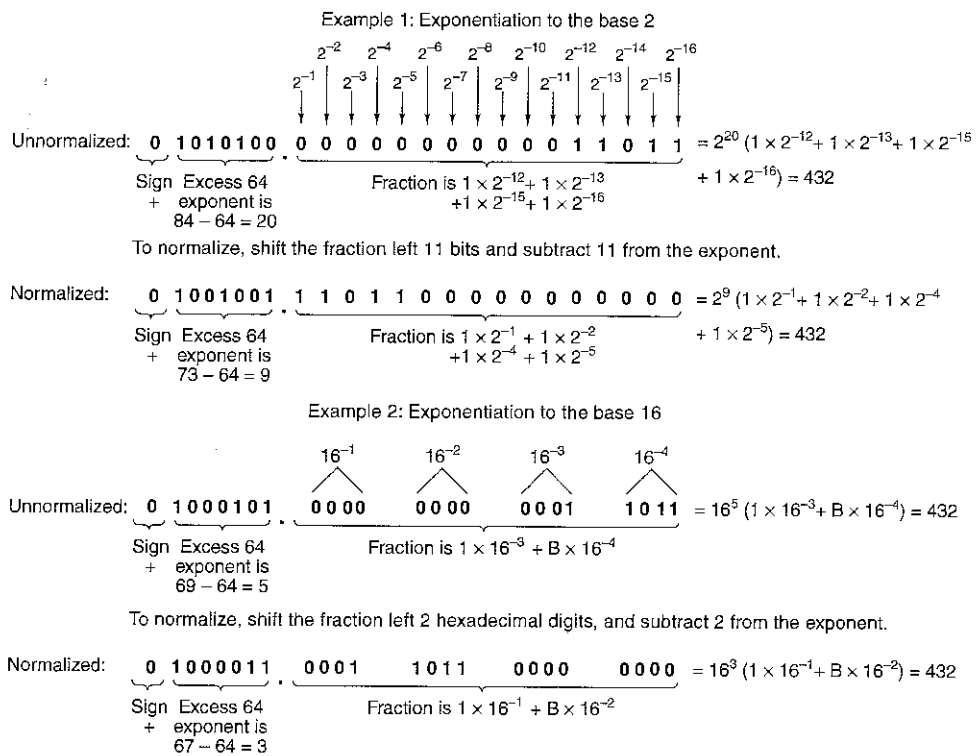 Example 1: Exponentiation to the base 2
2⁻² 2⁻⁴ 2⁻⁶ 2⁻⁸ 2⁻¹⁰ 2⁻¹² 2⁻¹⁴ 2⁻¹⁶
2⁻¹ 2⁻³ 2⁻⁵ 2⁻⁷ 2⁻⁹ 2⁻¹¹ 2⁻¹³ 2⁻¹⁵
Unnormalized: 0 1010100 . 0 0 0 0 0 0 0 0 0 0 0 1 1 0 1 1 = 2²⁰ (1 × 2⁻¹² + 1 × 2⁻¹³ + 1 × 2⁻¹⁵
+ 1 × 2⁻¹⁶) = 432
Sign Excess 64 Fraction is 1 × 2⁻¹² + 1 × 2⁻¹³
+ exponent is +1 × 2⁻¹⁵ + 1 × 2⁻¹⁶
84 – 64 = 20
To normalize, shift the fraction left 11 bits and subtract 11 from the exponent.
Normalized: 0 1001001 . 1 1 0 1 1 0 0 0 0 0 0 0 0 0 0 0 = 2⁹ (1 × 2⁻¹ + 1 × 2⁻² + 1 × 2⁻⁴
+ 1 × 2⁻⁵) = 432
Sign Excess 64 Fraction is 1 × 2⁻¹ + 1 × 2⁻²
+ exponent is +1 × 2⁻⁴ + 1 × 2⁻⁵
73 – 64 = 9
Example 2: Exponentiation to the base 16
16⁻¹ 16⁻² 16⁻³ 16⁻⁴
Unnormalized: 0 1000101 . 0000 0000 0001 1011 = 16⁵ (1 × 16⁻³ + B × 16⁻⁴) = 432
Sign Excess 64 Fraction is 1 × 16⁻³ + B × 16⁻⁴
+ exponent is
69 – 64 = 5
To normalize, shift the fraction left 2 hexadecimal digits, and subtract 2 from the exponent.
Normalized: 0 1000011 . 0001 1011 0000 0000 = 16³ (1 × 16⁻¹ + B × 16⁻²) = 432
Sign Excess 64 Fraction is 1 × 16⁻¹ + B × 16⁻²
+ exponent is
67 – 64 = 3